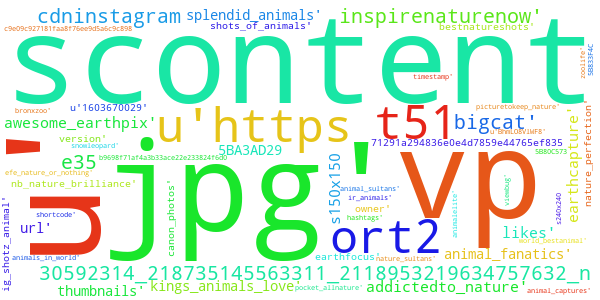 cdninstagram
splendid_animals'
inspirenaturenow'
c9e09c927181faa8f76ee9d5a6c9c898
shots_of_animals'
bestnatureshots'
scontent
zoolife'
5B833F4C
timestamp'
bronxzoo'
u'1603670029'
picturetokeep_nature'
awesome_earthpix'
u'https
t51
bigcat'
earthcapture'
nature_perfection'
version'
snowleopard'
5BA3AD29
71291a294836e0e4d7859e44765ef835
5B80C573
e35
'
jpg'
vp
u
efe_nature_or_nothing
nb_nature_brilliance'
canon_photos'
s150x150
animal_sultans'
ir_animals'
owner'
hashtags'
animalelite'
viewbug'
s240x240
ig_shotz_animal'
shortcode'
url'
ort2
likes'
world_bestanimal'
animals_in_world'
earthfocus'
nature_sultans'
animal_fanatics'
30592314_218735145563311_2118953219634757632_n
thumbnails'
kings_animals_love'
pocket_allnature'
addictedto_nature'
animal_captures'